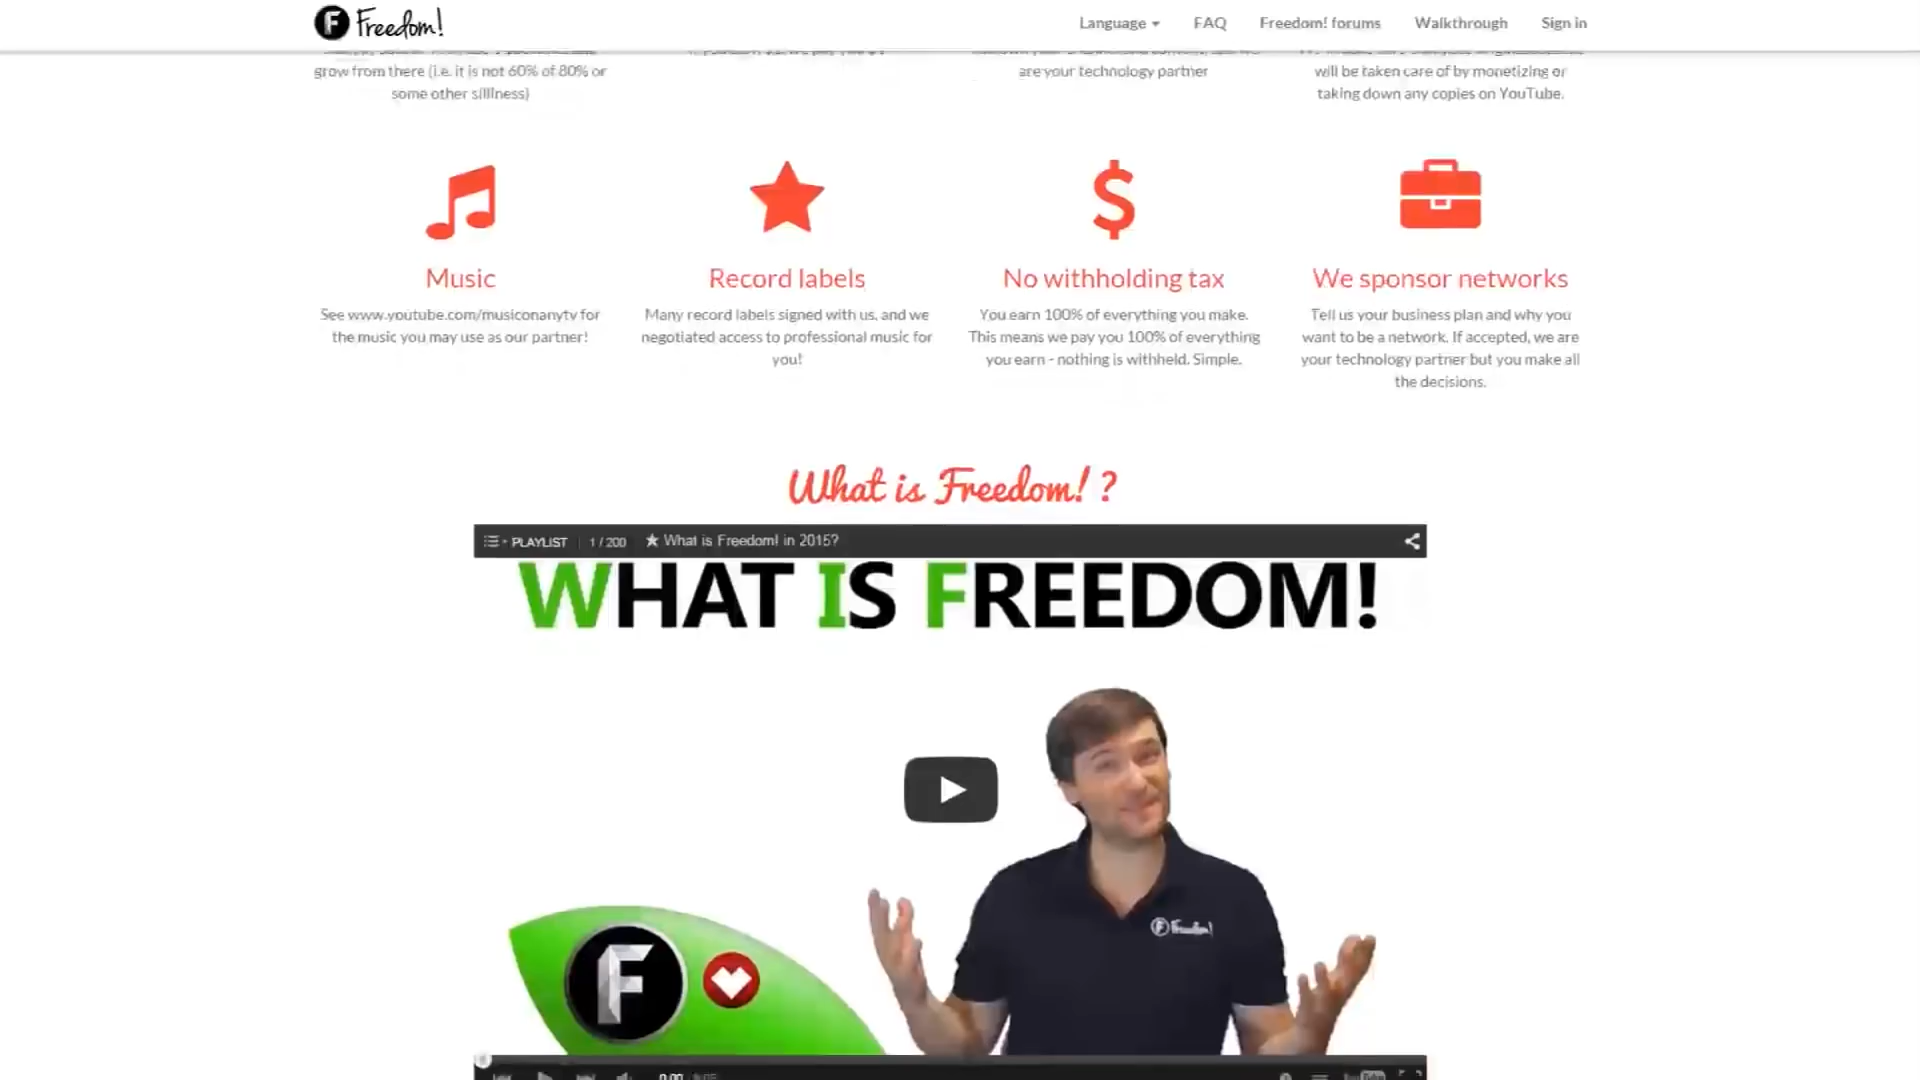 Freedom!
Language
FAQ
Freedom! forums
Walkthrough
Sign in
grow from there (i.e. it is not 60% of 80% or
some other silliness)
are your technology partner
will be taken care of by monetizing or
taking down any copies on YouTube.
Music
See www.youtube.com/musiconanytv for
the music you may use as our partner!
Record labels
Many record labels signed with us, and we
negotiated access to professional music for
you!
No withholding tax
You earn 100% of everything you make.
This means we pay you 100% of everything
you earn - nothing is withheld. Simple.
We sponsor networks
Tell us your business plan and why you
want to be a network. If accepted, we are
your technology partner but you make all
the decisions.
What is Freedom! ?
PLAYLIST 1 / 200 ★ What is Freedom! in 2015?
WHAT IS FREEDOM!
F Freedom!
F
0:00
YouTube